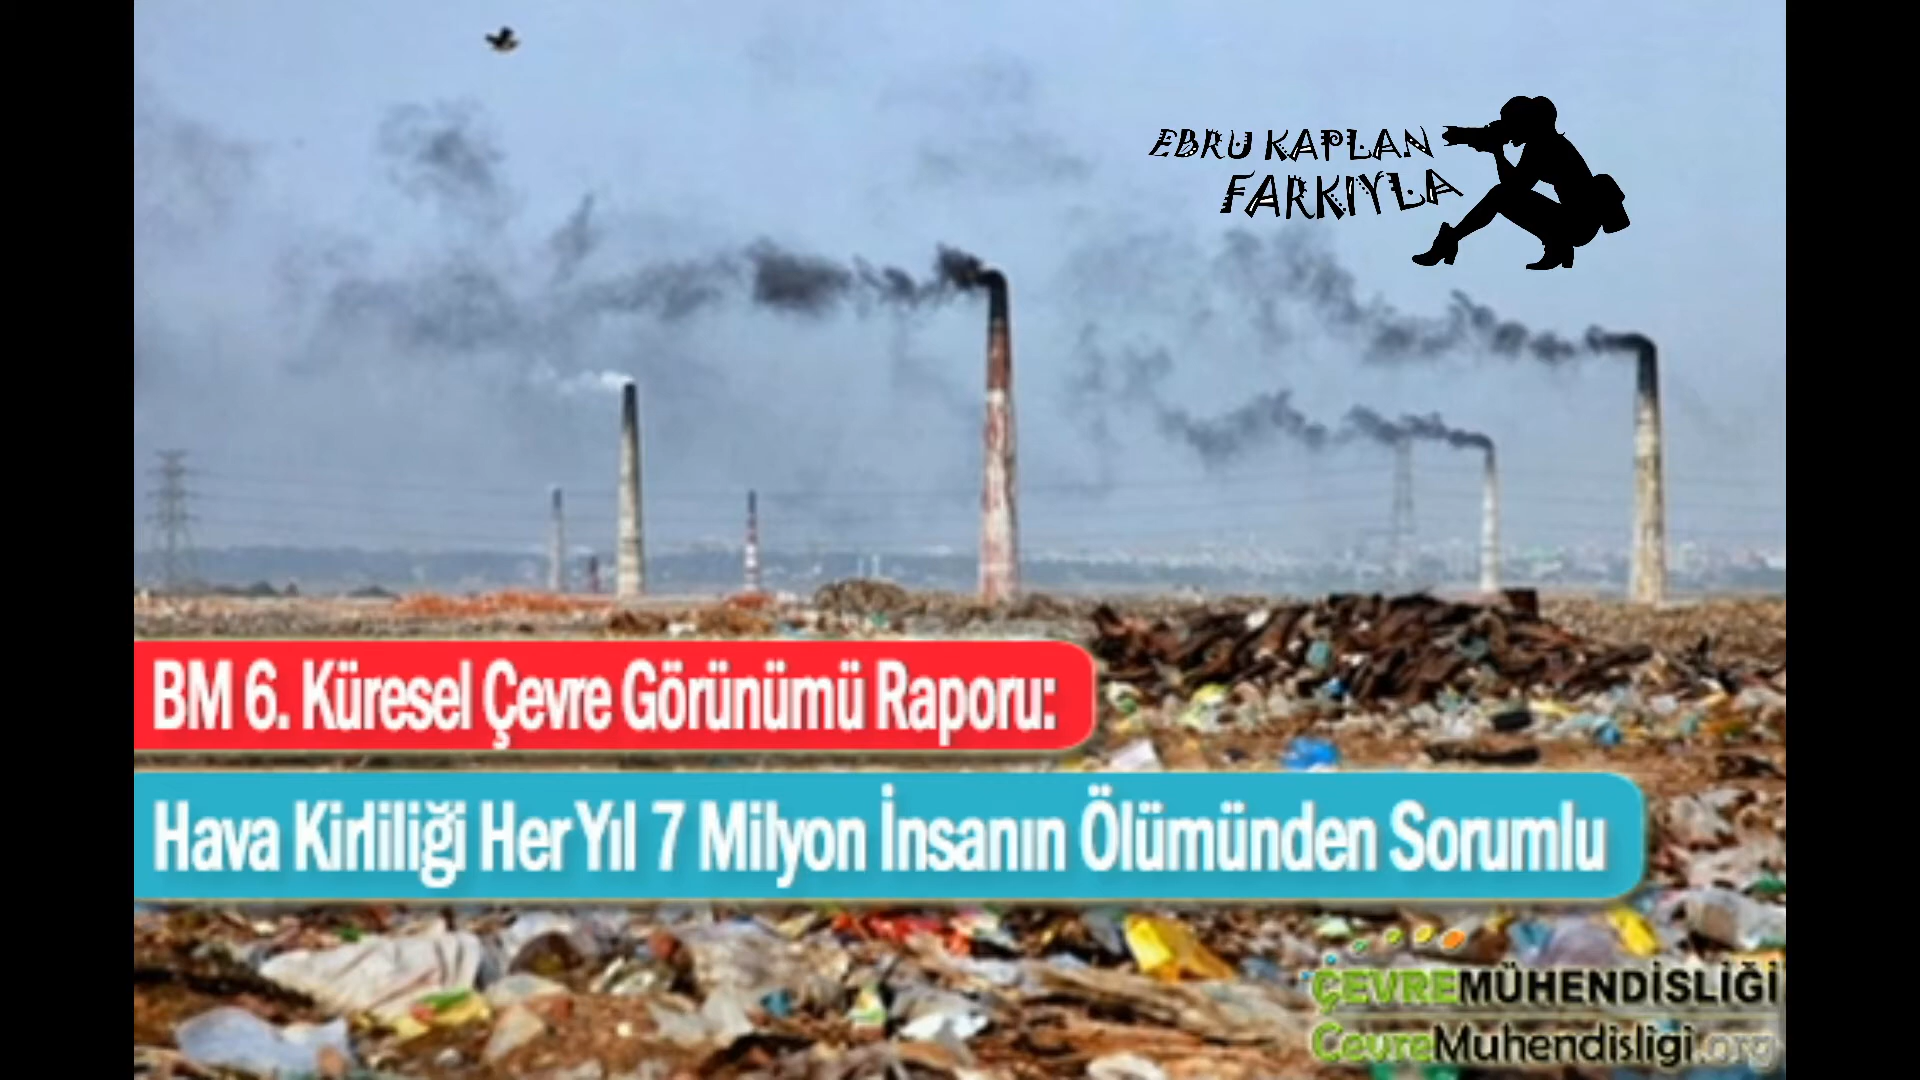 EBRU KAPLAN
FARKIYLA
BM 6. Küresel Çevre Görünümü Raporu:
Hava Kirliliği Her Yıl 7 Milyon İnsanın Ölümünden Sorumlu
ÇEVREMÜHENDİSLİĞİ
CevreMuhendisligi.org